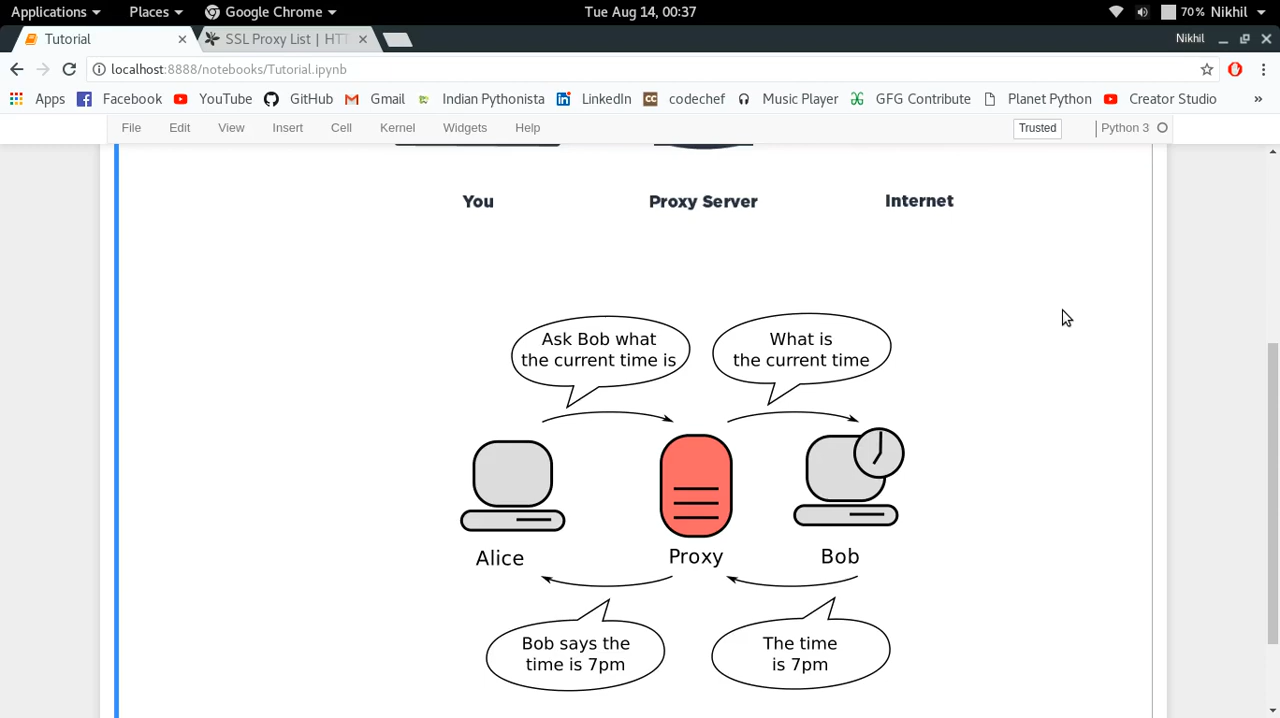 Applications Places Google Chrome Tue Aug 14, 00:37 70% Nikhil
Tutorial SSL Proxy List | HTT Nikhil
localhost:8888/notebooks/Tutorial.ipynb
Apps Facebook YouTube GitHub Gmail Indian Pythonista LinkedIn CC codechef Music Player GFG Contribute Planet Python Creator Studio »
File Edit View Insert Cell Kernel Widgets Help Trusted Python 3
You Proxy Server Internet
Ask Bob what
the current time is
What is
the current time
Alice Proxy Bob
Bob says the
time is 7pm
The time
is 7pm